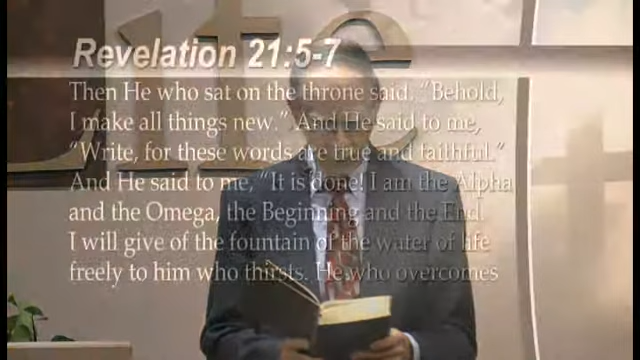 Life
Revelation 21:5-7
Then He who sat on the throne said, "Behold,
I make all things new." And He said to me,
"Write, for these words are true and faithful."
And He said to me, "It is done! I am the Alpha
and the Omega, the Beginning and the End.
I will give of the fountain of the water of life
freely to him who thirsts. He who overcomes